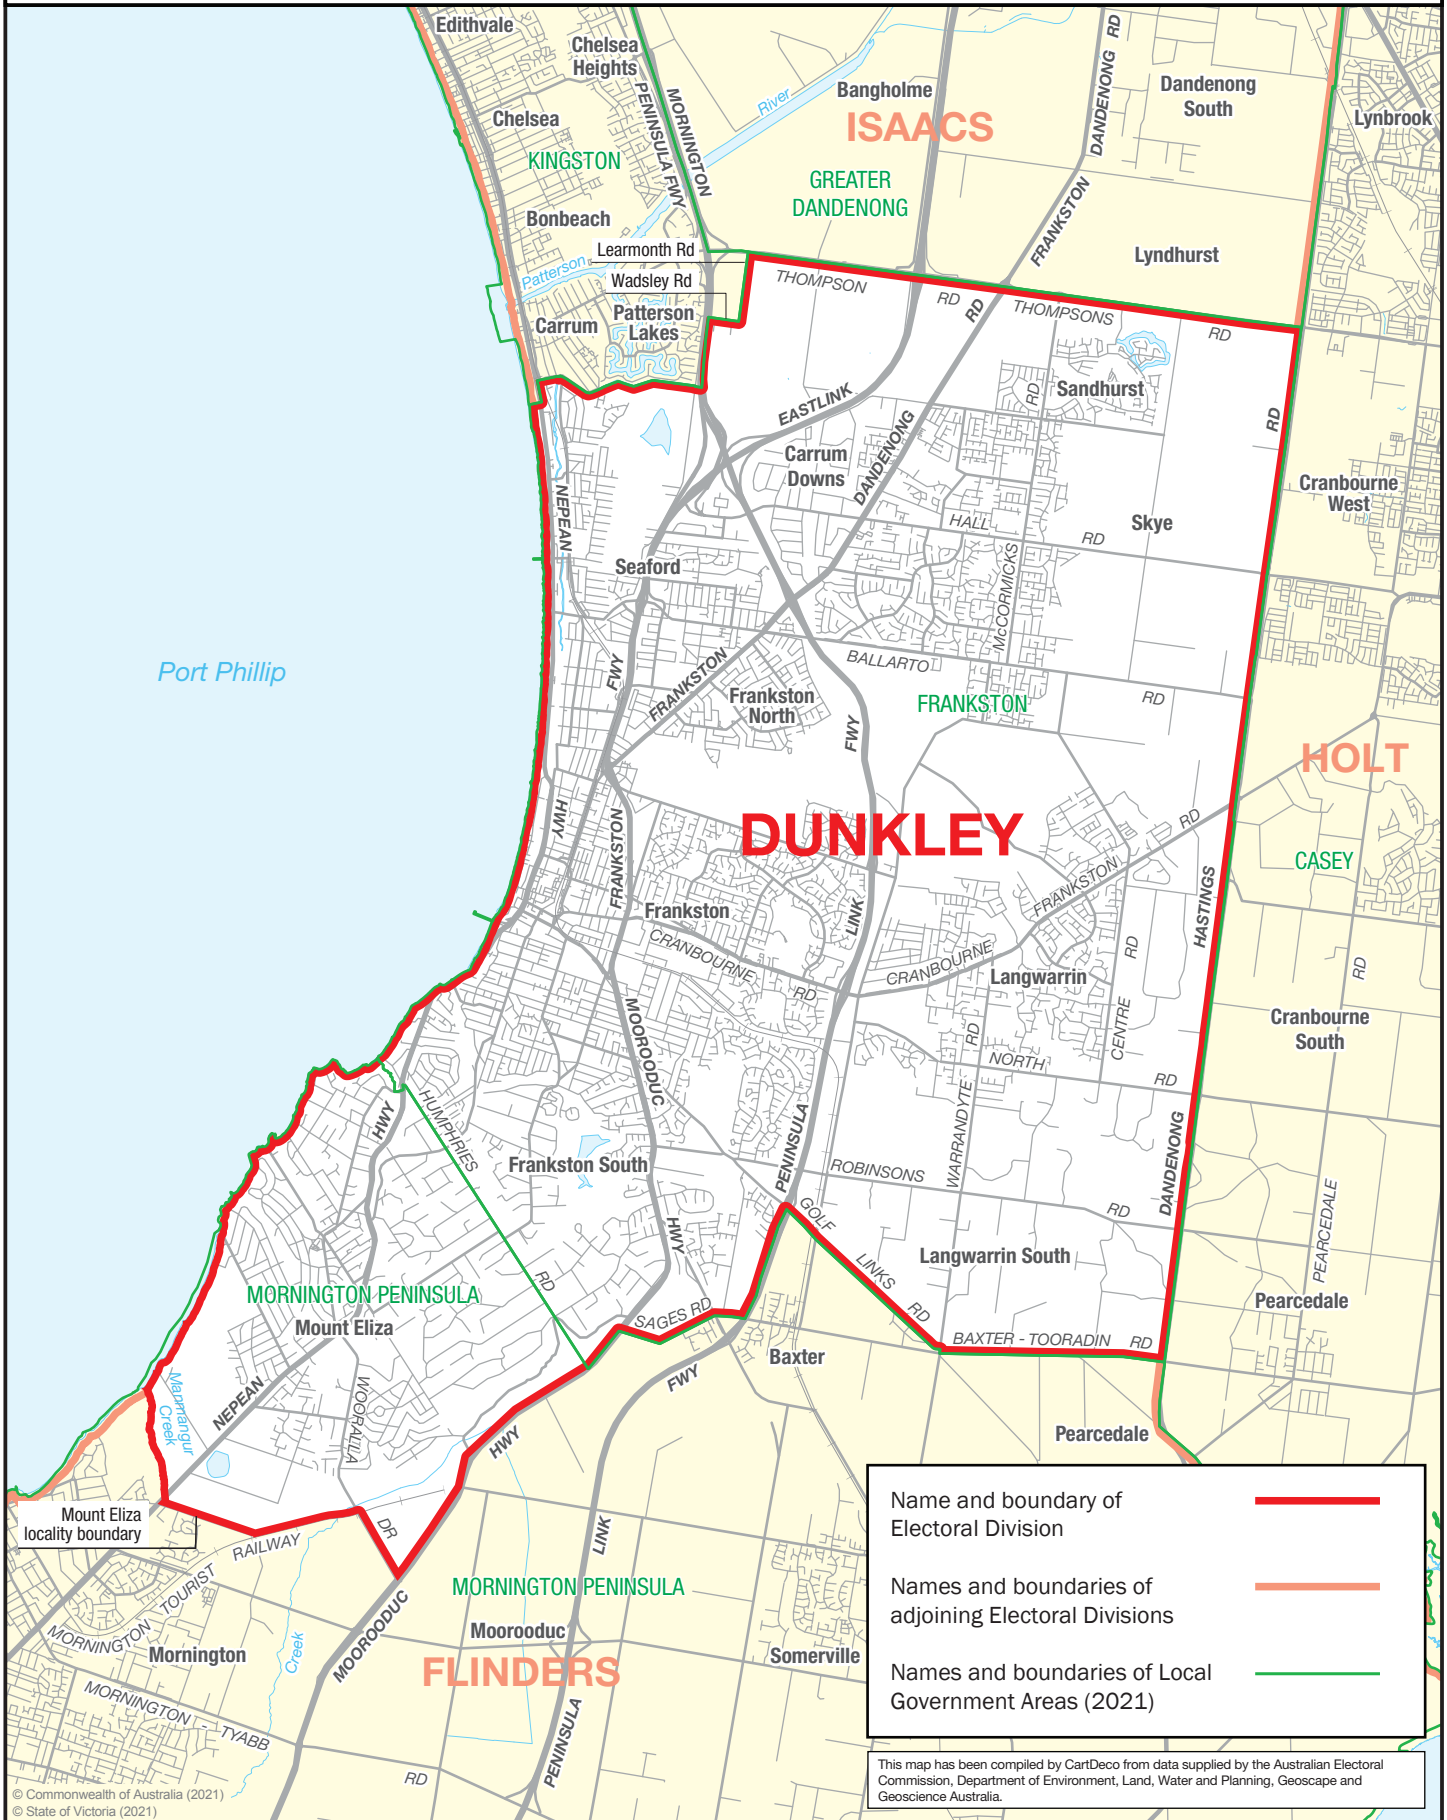 Edithvale
Chelsea
Heights
MORNINGTON
PENINSULA FWY
River
Bangholme
DANDENONG RD
Dandenong
South
Lynbrook
Chelsea
ISAACS
KINGSTON
GREATER
DANDENONG
FRANKSTON
Bonbeach
Learmonth Rd
Lyndhurst
Patterson
Wadsley Rd
THOMPSON
RD
RD
THOMPSONS
RD
Carrum
Patterson
Lakes
Sandhurst
RD
RD
EASTLINK
Carrum
Downs
DANDENONG
Cranbourne
West
NEPEAN
HALL
RD
Skye
Seaford
McCORMICKS
Port Phillip
FWY
FRANKSTON
BALLARTO
RD
Frankston
North
FRANKSTON
FWY
HOLT
HWY
FRANKSTON
DUNKLEY
RD
CASEY
FRANKSTON
Frankston
LINK
HASTINGS
CRANBOURNE
RD
CRANBOURNE
Langwarrin
RD
RD
MOOROODUC
RD
CENTRE
Cranbourne
South
NORTH
RD
HWY
HUMPHRIES
PENINSULA
WARRANDYTE
DANDENONG
Frankston South
ROBINSONS
RD
PEARCEDALE
GOLF
HWY
LINKS
RD
Langwarrin South
RD
MORNINGTON PENINSULA
Mount Eliza
SAGES RD
BAXTER - TOORADIN
RD
Pearcedale
Baxter
FWY
Manmangur
Creek
NEPEAN
WOORALLA
HWY
Pearcedale
Mount Eliza
locality boundary
DR
RAILWAY
LINK
MORNINGTON TOURIST
MOOROODUC
MORNINGTON PENINSULA
Moorooduc
Mornington
Creek
Somerville
FLINDERS
MORNINGTON - TYABB
RD
PENINSULA
Name and boundary of
Electoral Division
Names and boundaries of
adjoining Electoral Divisions
Names and boundaries of Local
Government Areas (2021)
This map has been compiled by CartDeco from data supplied by the Australian Electoral
Commission, Department of Environment, Land, Water and Planning, Geoscape and
Geoscience Australia.
© Commonwealth of Australia (2021)
© State of Victoria (2021)